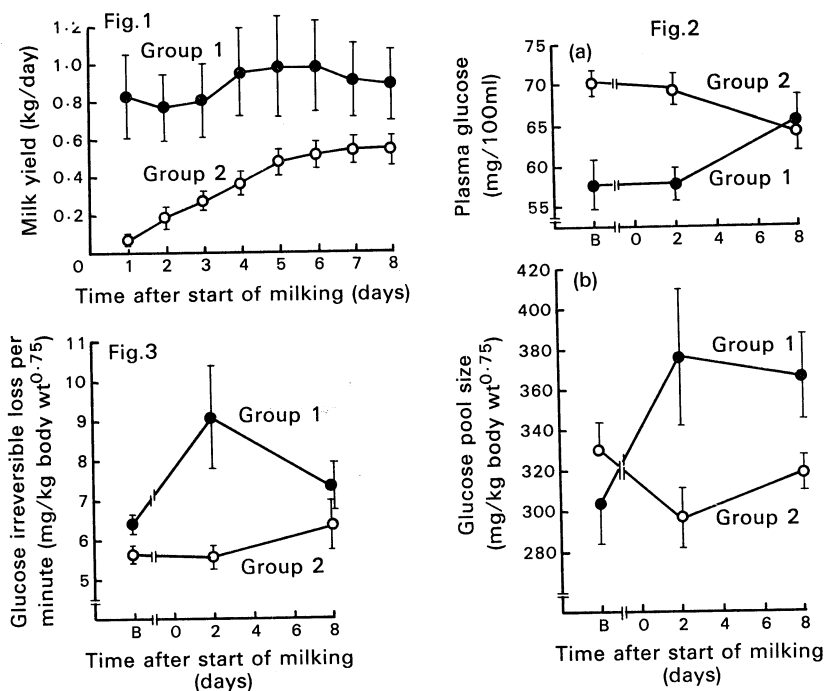 Fig.1
Milk yield (kg/day)
1·2
1·0
0·8
0·6
0·4
0·2
0
Group 1
Group 2
1 2 3 4 5 6 7 8
Time after start of milking (days)
Fig.2
(a)
Plasma glucose
(mg/100ml)
75
70
65
60
55
Group 2
Group 1
B 0 2 4 6 8
(b)
Glucose pool size
(mg/kg body wt0·75)
420
400
380
360
340
320
300
280
Group 1
Group 2
B 0 2 4 6 8
Time after start of milking
(days)
Fig.3
Glucose irreversible loss per
minute (mg/kg body wt0·75)
11
10
9
8
7
6
5
Group 1
Group 2
B 0 2 4 6 8
Time after start of milking
(days)